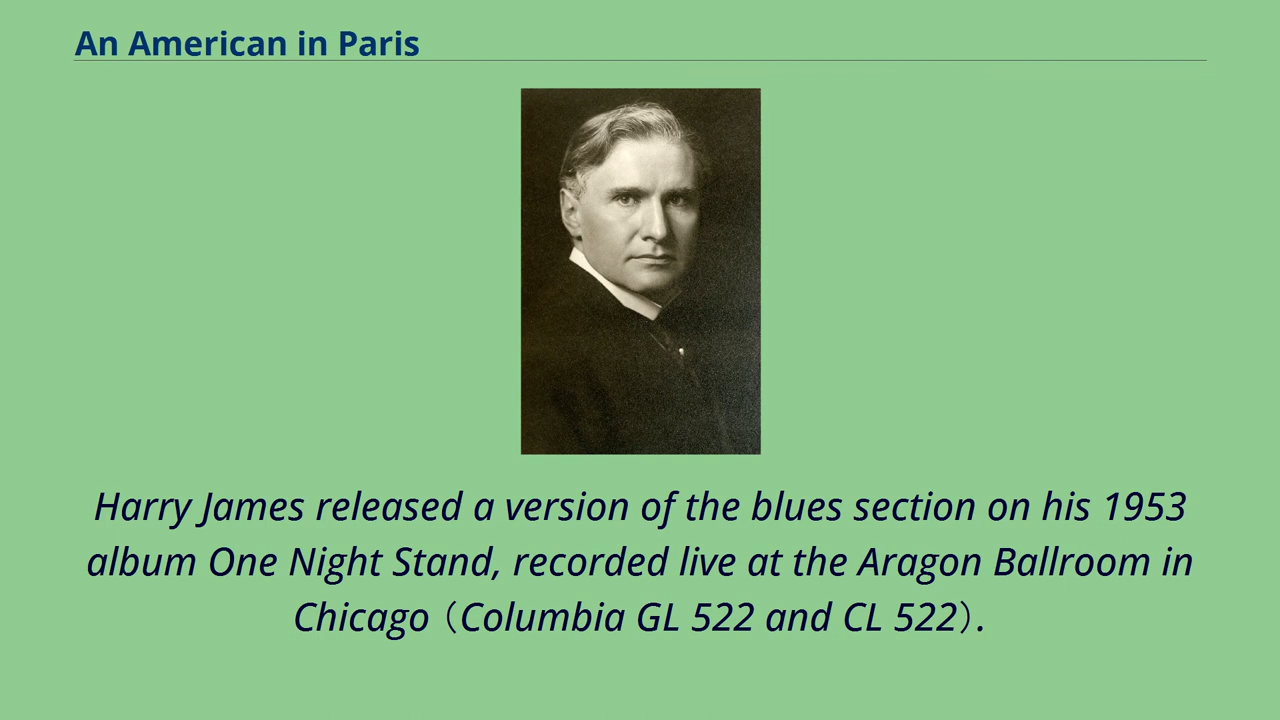 An American in Paris
Harry James released a version of the blues section on his 1953
album One Night Stand, recorded live at the Aragon Ballroom in
Chicago（Columbia GL 522 and CL 522）.